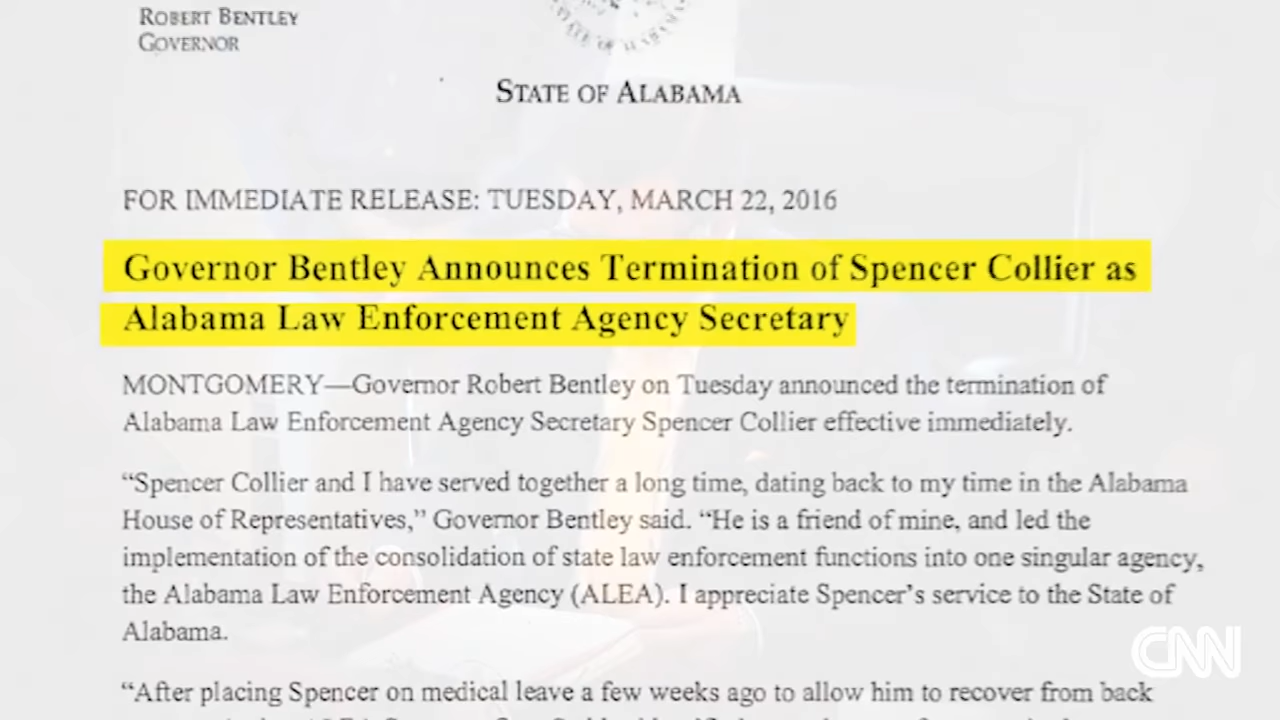 ROBERT BENTLEY
GOVERNOR
STATE OF ALABAMA
STATE OF ALABAMA
FOR IMMEDIATE RELEASE: TUESDAY, MARCH 22, 2016
Governor Bentley Announces Termination of Spencer Collier as
Alabama Law Enforcement Agency Secretary
MONTGOMERY—Governor Robert Bentley on Tuesday announced the termination of
Alabama Law Enforcement Agency Secretary Spencer Collier effective immediately.
“Spencer Collier and I have served together a long time, dating back to my time in the Alabama
House of Representatives,” Governor Bentley said. “He is a friend of mine, and led the
implementation of the consolidation of state law enforcement functions into one singular agency,
the Alabama Law Enforcement Agency (ALEA). I appreciate Spencer’s service to the State of
Alabama.
CNN
“After placing Spencer on medical leave a few weeks ago to allow him to recover from back